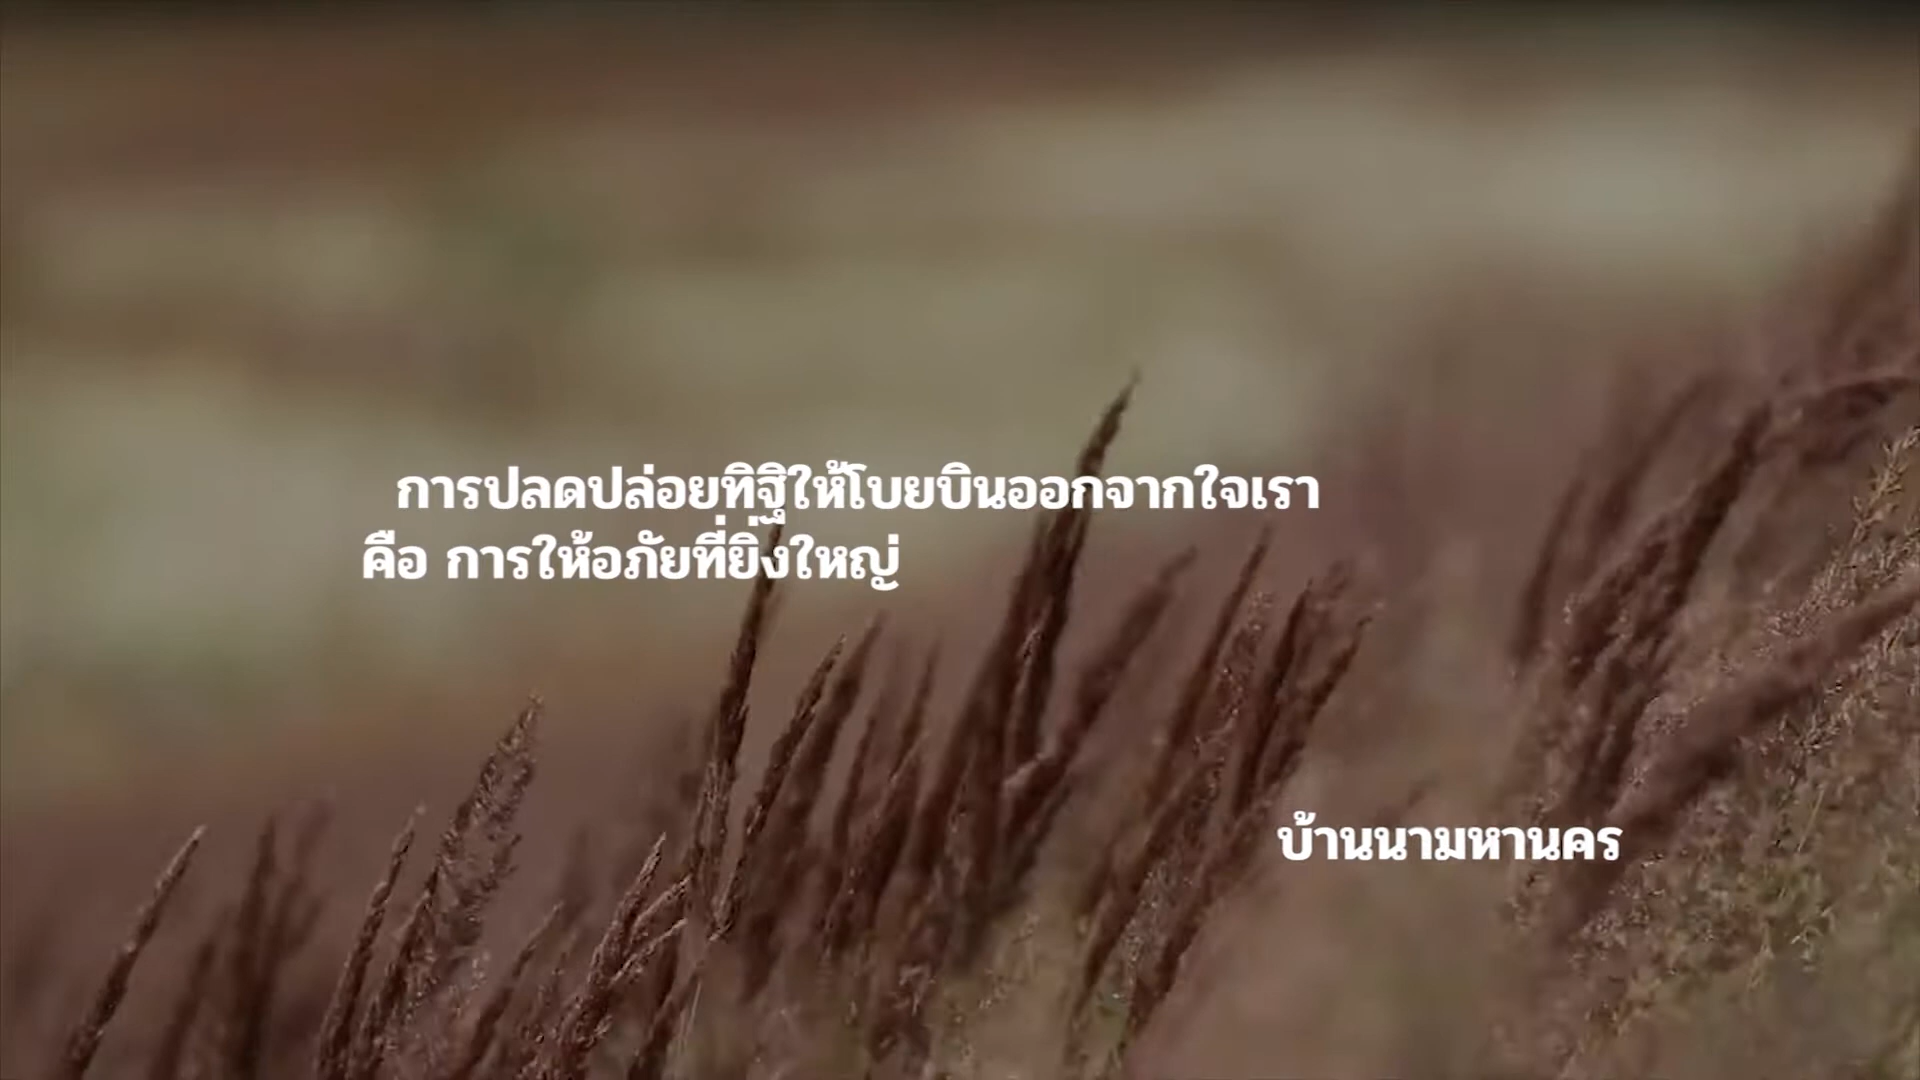 การปลดปล่อยทิฐิให้โบยบินออกจากใจเรา
คือ การให้อภัยที่ยิ่งใหญ่
บ้านนามหานคร